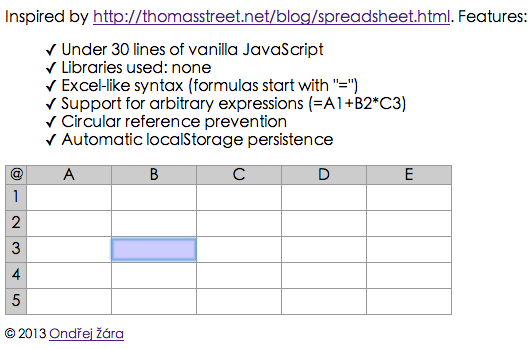 Inspired by http://thomasstreet.net/blog/spreadsheet.html. Features:
✓ Under 30 lines of vanilla JavaScript
✓ Libraries used: none
✓ Excel-like syntax (formulas start with "=")
✓ Support for arbitrary expressions (=A1+B2*C3)
✓ Circular reference prevention
✓ Automatic localStorage persistence
@ A B C D E
1
2
3
4
5
© 2013 Ondřej Žára